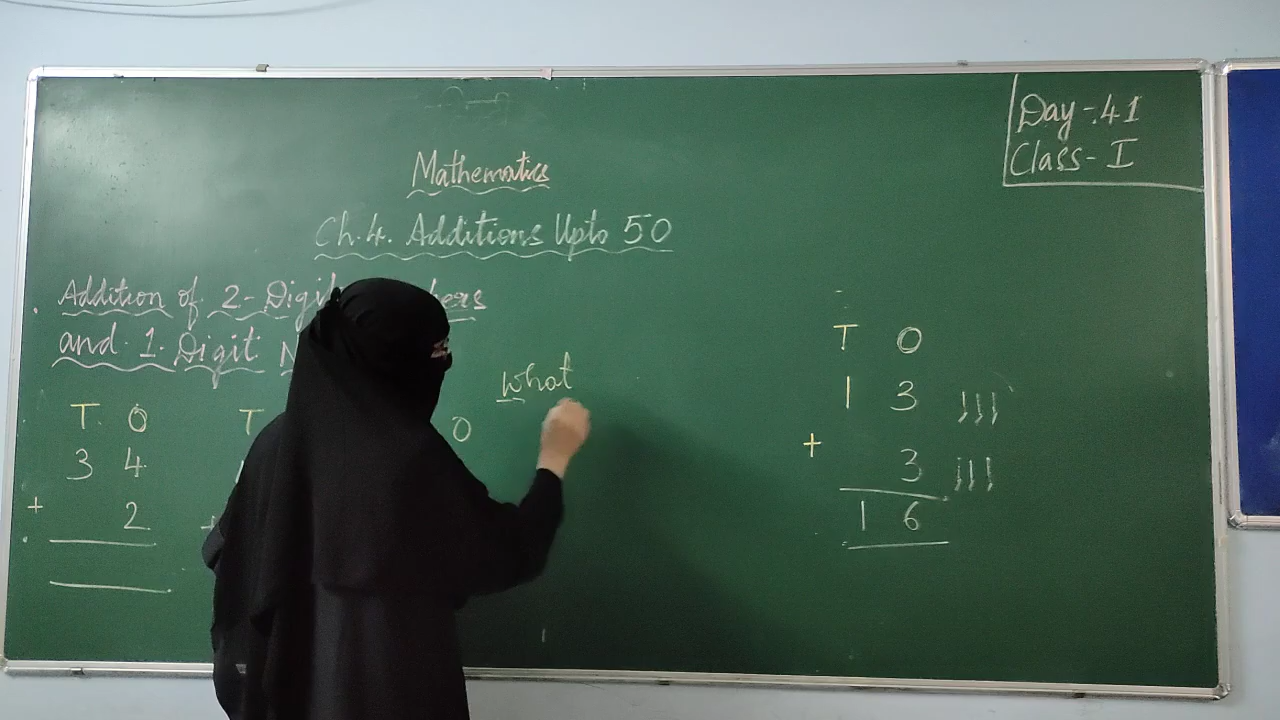 Day-:41
Class- I
Mathematics
Ch.4. Additions Upto 50
Addition of 2-Digit
and 1 Digit
What
T O
3 4
+ 2
T
O
T O
1 3
+ 3
1 6